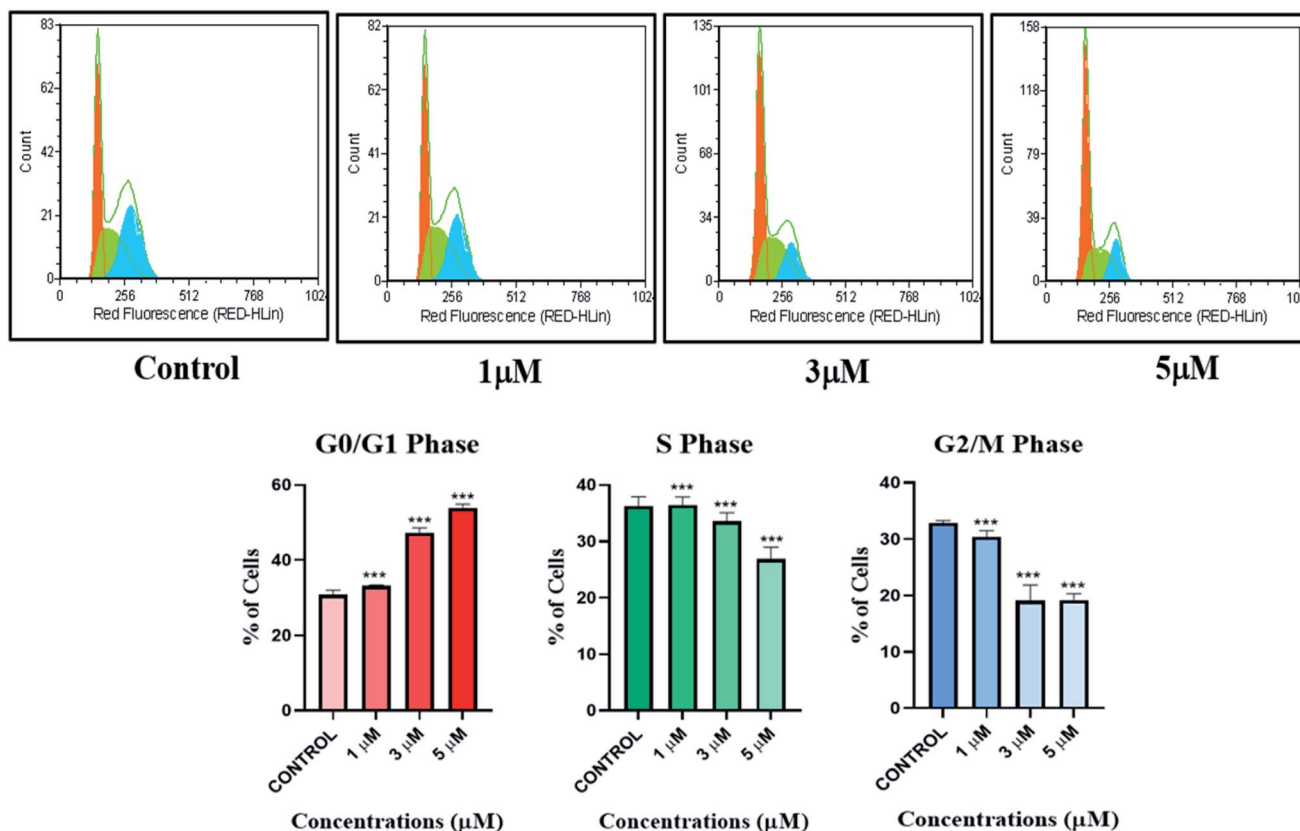 83
62
42
21
0
Count
0 256 512 768 1024
Red Fluorescence (RED-HLin)
Control
82
62
41
21
0
Count
0 256 512 768 1024
Red Fluorescence (RED-HLin)
1μM
135
101
68
34
0
Count
0 256 512 768 1024
Red Fluorescence (RED-HLin)
3μM
158
118
79
39
0
Count
0 256 512 768 102
Red Fluorescence (RED-HLin)
5μM
G0/G1 Phase
60
40
20
0
% of Cells
*** *** ***
CONTROL
1 μM
3 μM
5 μM
Concentrations (μM)
S Phase
40
30
20
10
0
% of Cells
*** *** ***
CONTROL
1 μM
3 μM
5 μM
Concentrations (μM)
G2/M Phase
40
30
20
10
0
% of Cells
*** *** ***
CONTROL
1 μM
3 μM
5 μM
Concentrations (μM)